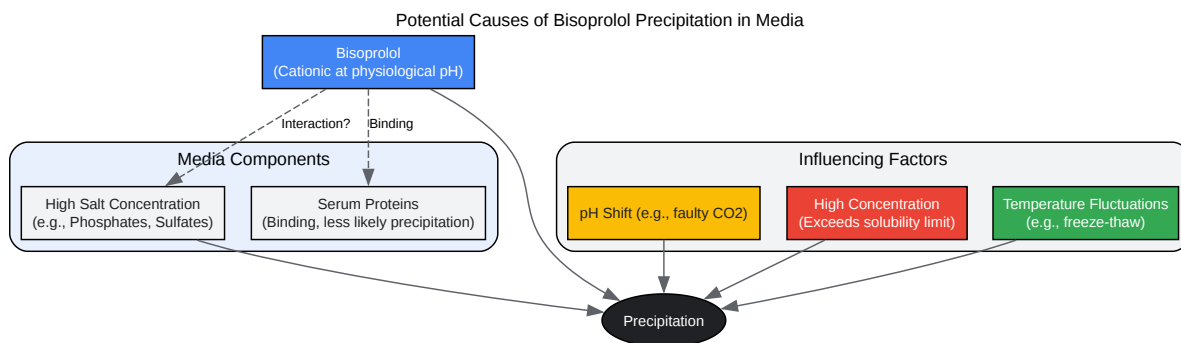 Potential Causes of Bisoprolol Precipitation in Media
Bisoprolol
(Cationic at physiological pH)
Interaction?
Binding
Media Components
High Salt Concentration
(e.g., Phosphates, Sulfates)
Serum Proteins
(Binding, less likely precipitation)
Influencing Factors
pH Shift (e.g., faulty CO2)
High Concentration
(Exceeds solubility limit)
Temperature Fluctuations
(e.g., freeze-thaw)
Precipitation